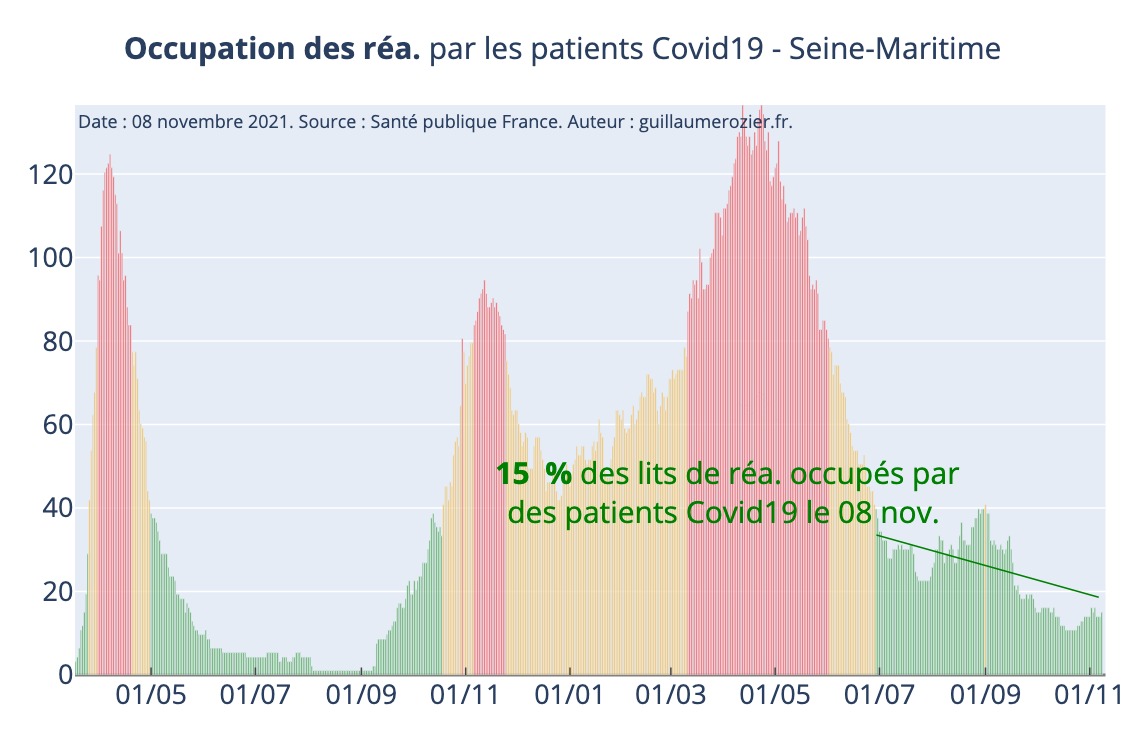 Occupation des réa. par les patients Covid19 - Seine-Maritime
Date : 08 novembre 2021. Source : Santé publique France. Auteur : guillaumerozier.fr.
120
100
80
60
40
20
0
15 % des lits de réa. occupés par
des patients Covid19 le 08 nov.
01/05 01/07 01/09 01/11 01/01 01/03 01/05 01/07 01/09 01/11